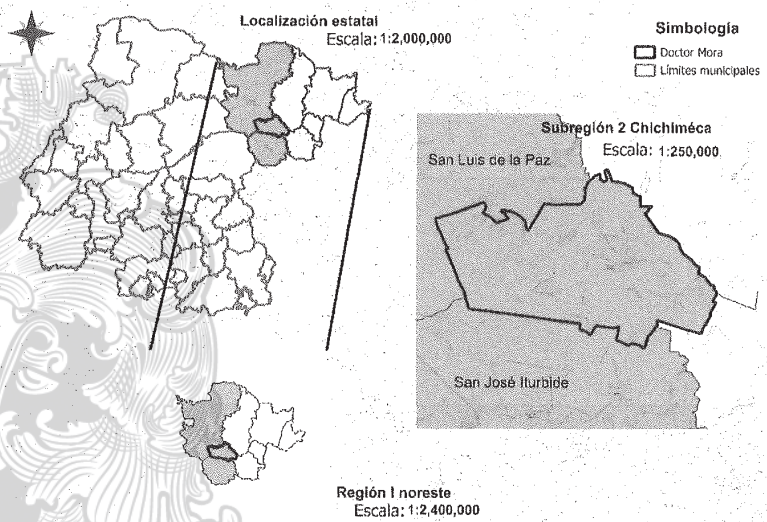 Localización estatal
Escala: 1:2,000,000
Simbología
Doctor Mora
Límites municipales
Subregión 2 Chichiméca
Escala: 1:250,000
San Luis de la Paz
San José Iturbide
Región I noreste
Escala: 1:2,400,000